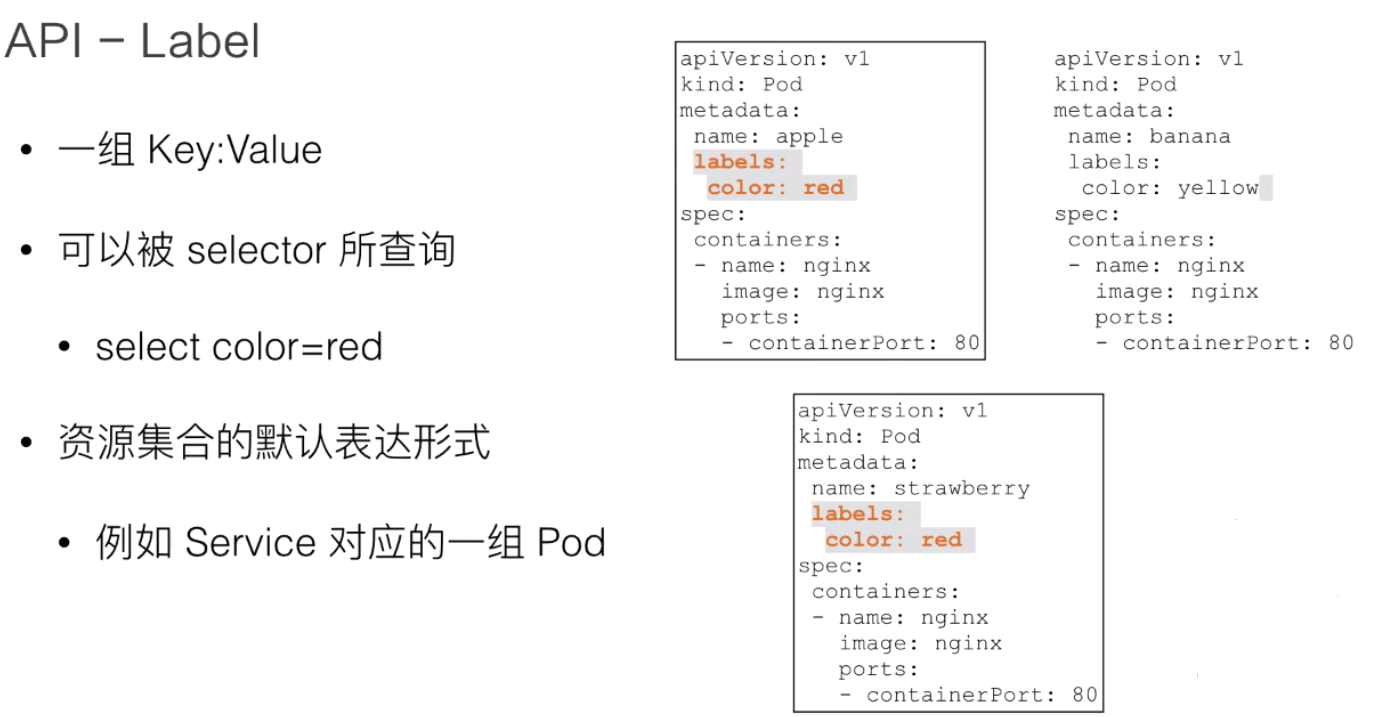 API – Label
• 一组 Key:Value
• 可以被 selector 所查询
• select color=red
• 资源集合的默认表达形式
• 例如 Service 对应的一组 Pod
apiVersion: v1
kind: Pod
metadata:
 name: apple
 labels:
  color: red
spec:
 containers:
 - name: nginx
   image: nginx
   ports:
   - containerPort: 80
apiVersion: v1
kind: Pod
metadata:
 name: banana
 labels:
  color: yellow
spec:
 containers:
 - name: nginx
   image: nginx
   ports:
   - containerPort: 80
apiVersion: v1
kind: Pod
metadata:
 name: strawberry
 labels:
  color: red
spec:
 containers:
 - name: nginx
   image: nginx
   ports:
   - containerPort: 80